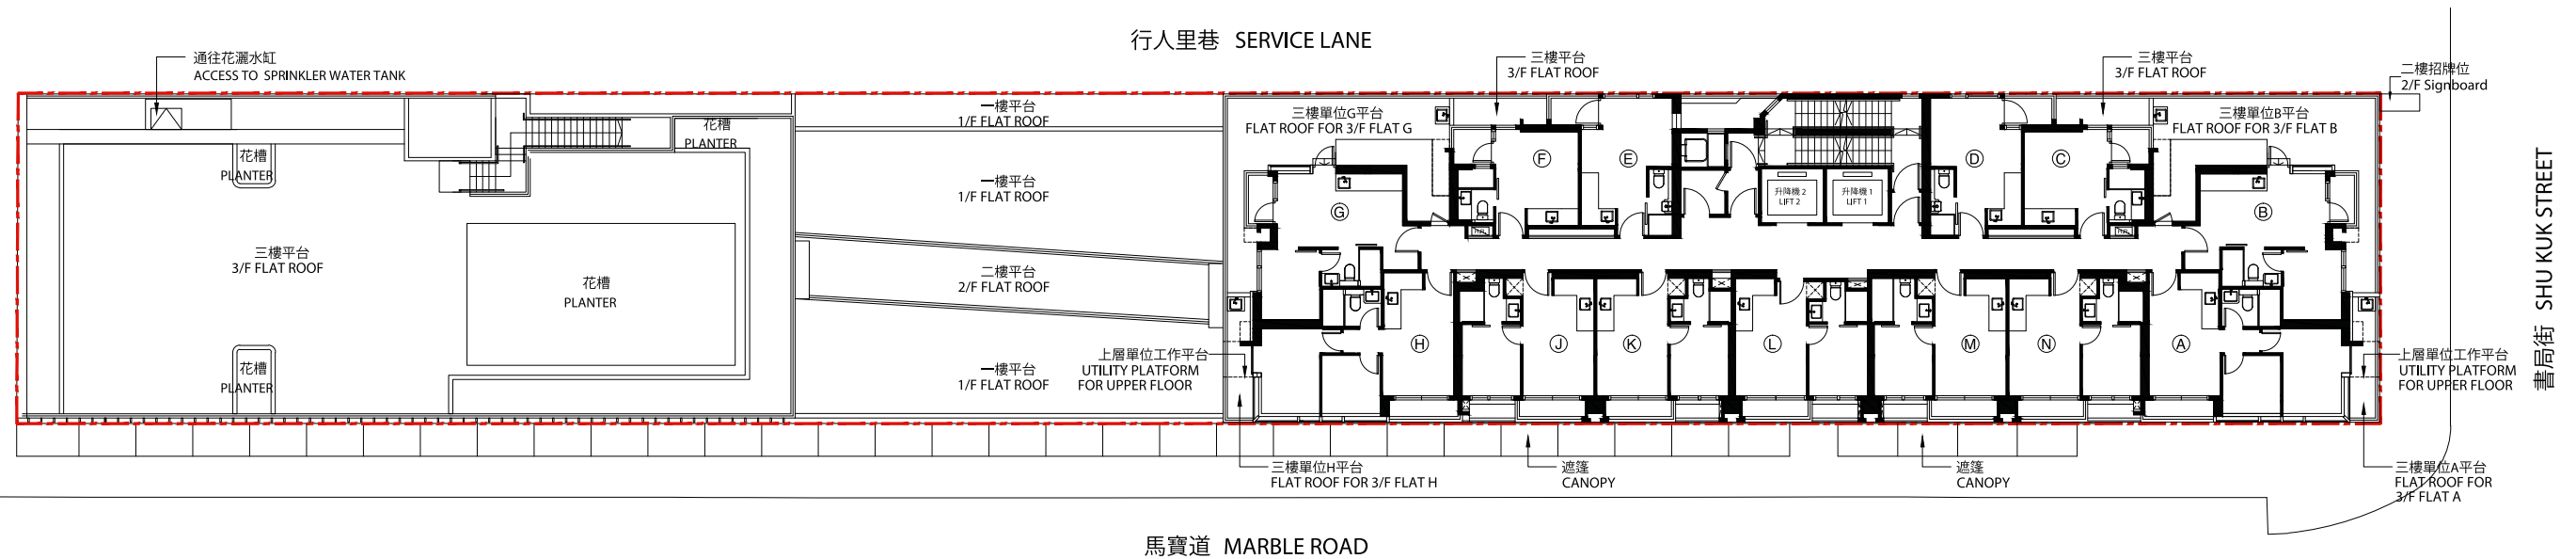 行人里巷 SERVICE LANE
通往花灑水缸
ACCESS TO SPRINKLER WATER TANK
三樓平台
3/F FLAT ROOF
三樓平台
3/F FLAT ROOF
二樓招牌位
2/F Signboard
一樓平台
1/F FLAT ROOF
三樓單位G平台
FLAT ROOF FOR 3/F FLAT G
三樓單位B平台
FLAT ROOF FOR 3/F FLAT B
花槽
PLANTER
花槽
PLANTER
F
E
D
C
一樓平台
1/F FLAT ROOF
升降機 2
LIFT 2
升降機 1
LIFT 1
G
B
書局街 SHU KUK STREET
三樓平台
3/F FLAT ROOF
二樓平台
2/F FLAT ROOF
花槽
PLANTER
H
J
K
L
M
N
A
上層單位工作平台
UTILITY PLATFORM
FOR UPPER FLOOR
上層單位工作平台
UTILITY PLATFORM
FOR UPPER FLOOR
花槽
PLANTER
一樓平台
1/F FLAT ROOF
三樓單位H平台
FLAT ROOF FOR 3/F FLAT H
遮篷
CANOPY
遮篷
CANOPY
三樓單位A平台
FLAT ROOF FOR
3/F FLAT A
馬寶道 MARBLE ROAD